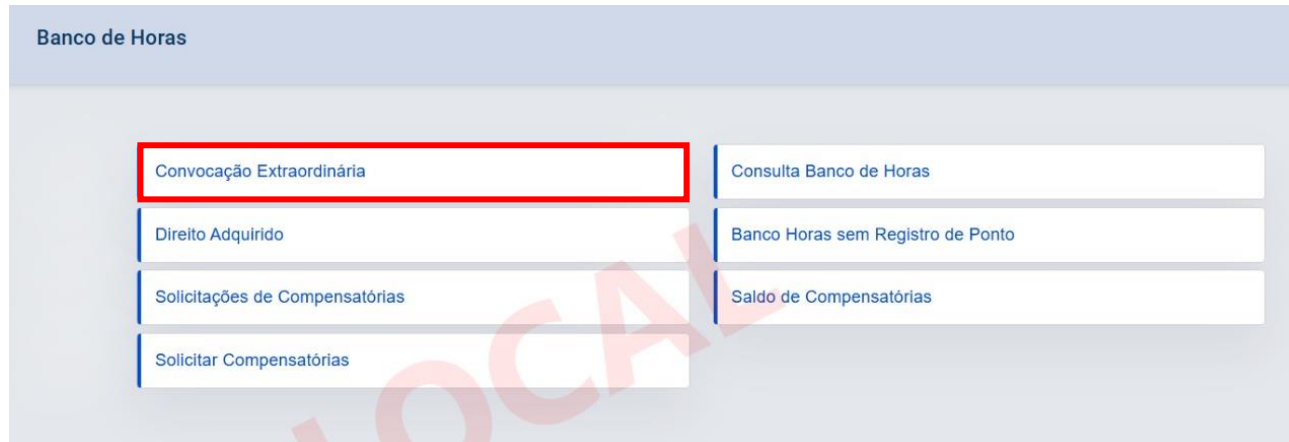 Banco de Horas
Convocação Extraordinária
Consulta Banco de Horas
Direito Adquirido
Banco Horas sem Registro de Ponto
Solicitações de Compensatórias
Saldo de Compensatórias
Solicitar Compensatórias
LOCAL